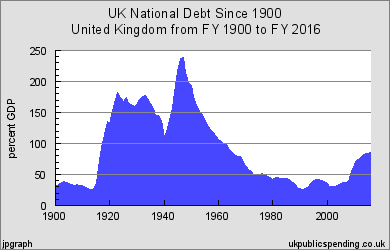 UK National Debt Since 1900
United Kingdom from FY 1900 to FY 2016
percent GDP
250
200
150
100
50
0
1900 1920 1940 1960 1980 2000
jpgraph ukpublicspending.co.uk